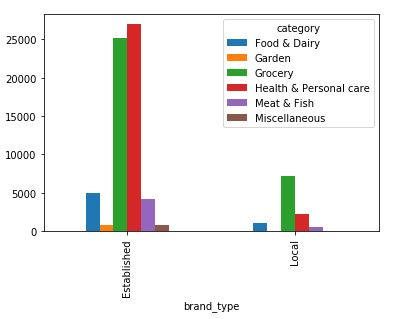 25000
20000
15000
10000
5000
0
category
Food & Dairy
Garden
Grocery
Health & Personal care
Meat & Fish
Miscellaneous
Established
Local
brand_type